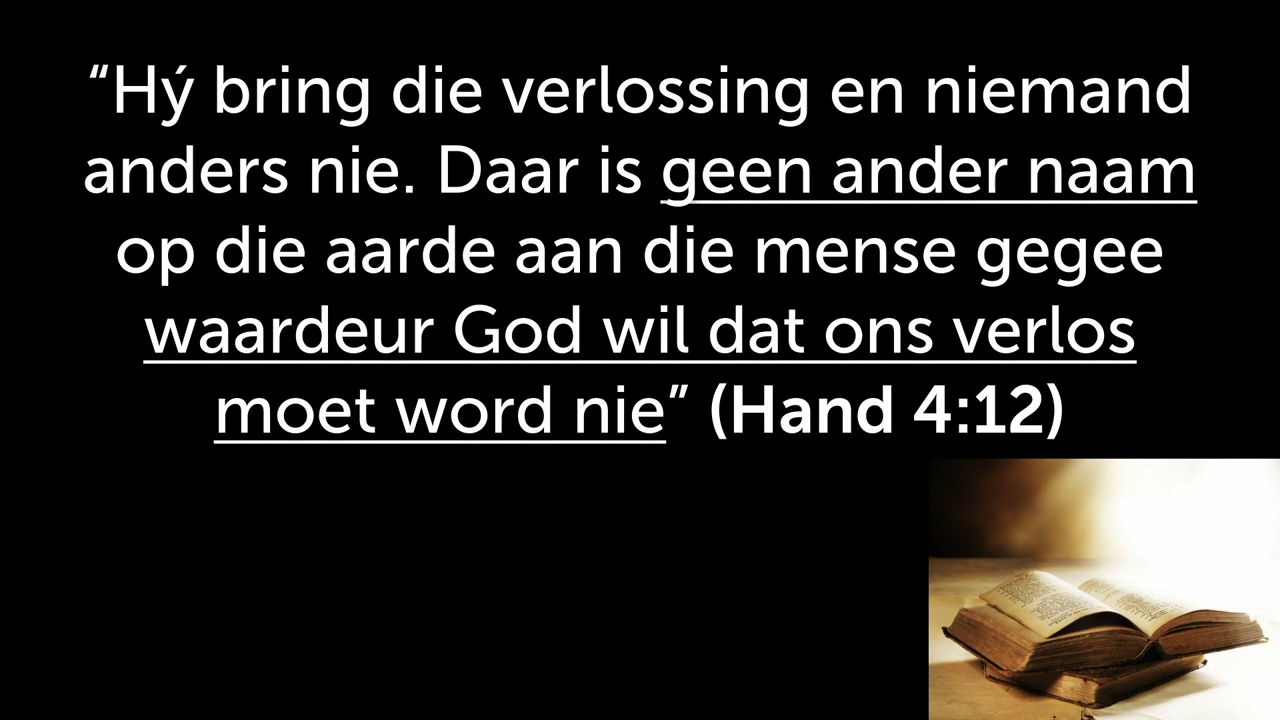 “Hý bring die verlossing en niemand
anders nie. Daar is geen ander naam
op die aarde aan die mense gegee
waardeur God wil dat ons verlos
moet word nie” (Hand 4:12)